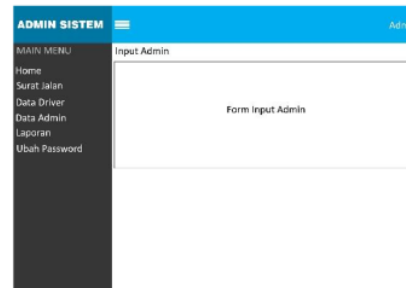 ADMIN SISTEM
Adm
MAIN MENU
Input Admin
Home
Surat Jalan
Data Driver
Data Admin
Laporan
Ubah Password
Form Input Admin